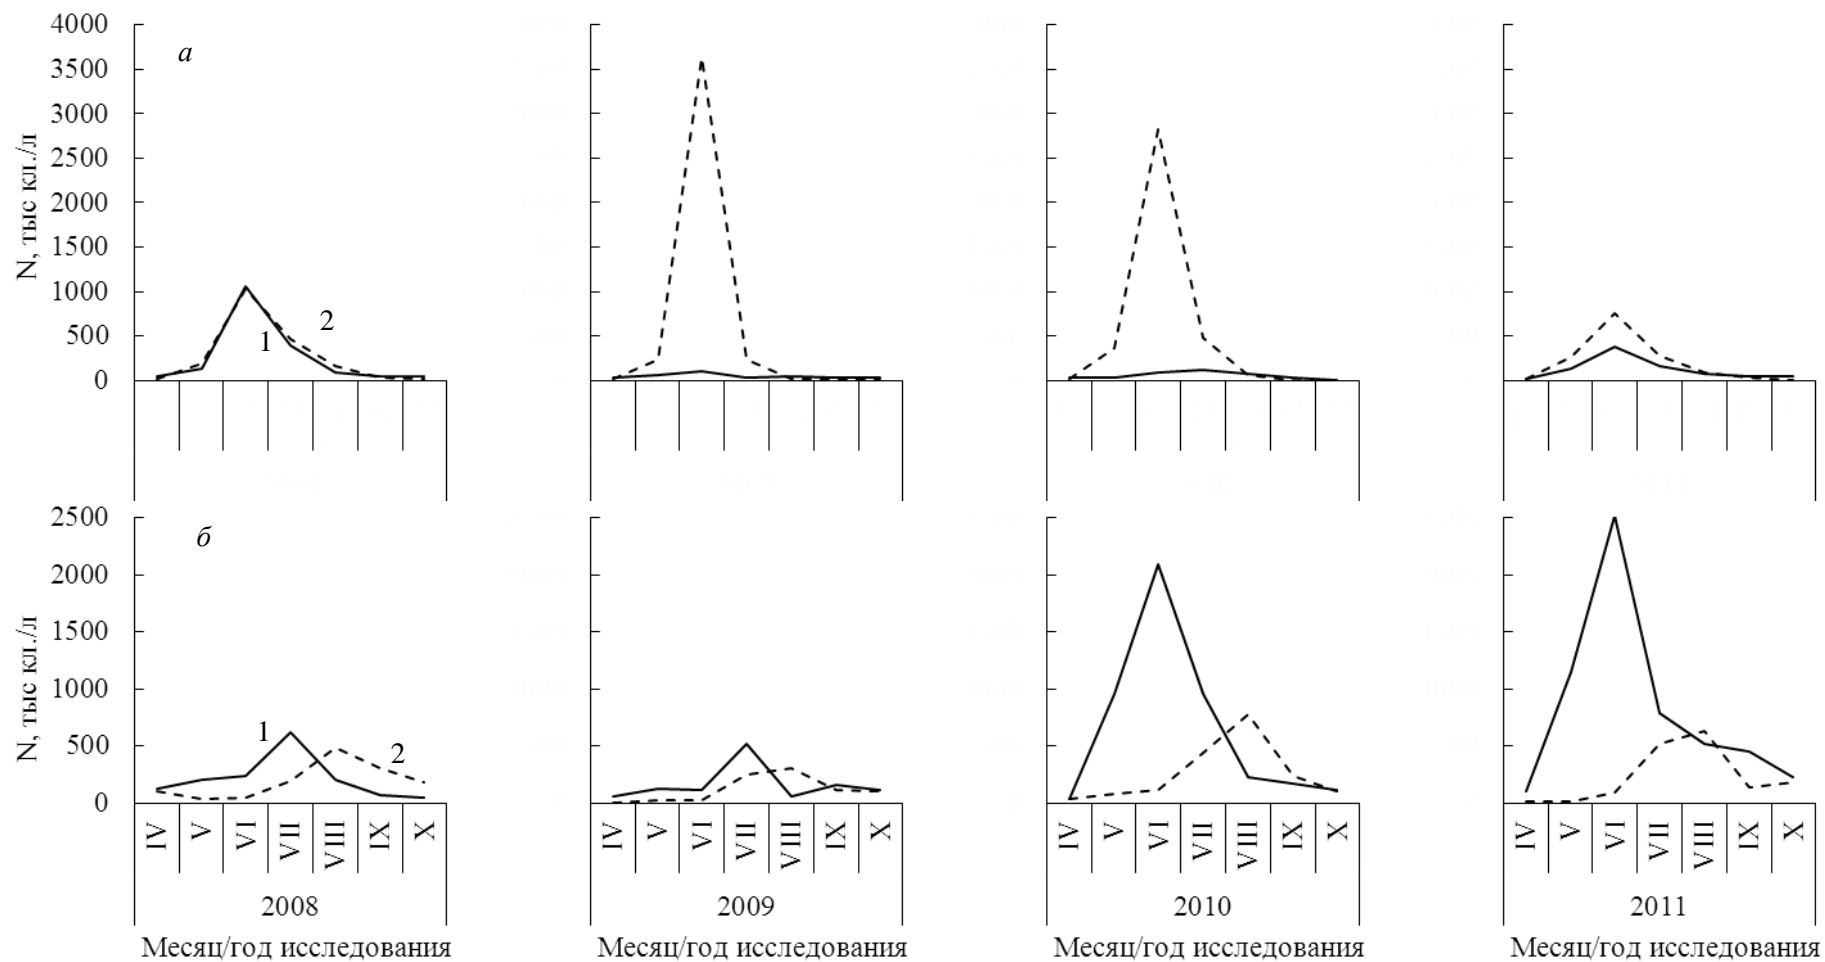 4000
3500
3000
2500
2000
1500
1000
500
0
N, тыс кл./л
а
1
2
2500
2000
1500
1000
500
0
N, тыс кл./л
б
1
2
IV V VI VII VIII IX X
2008
Месяц/год исследования
IV V VI VII VIII IX X
2009
Месяц/год исследования
IV V VI VII VIII IX X
2010
Месяц/год исследования
IV V VI VII VIII IX X
2011
Месяц/год исследования